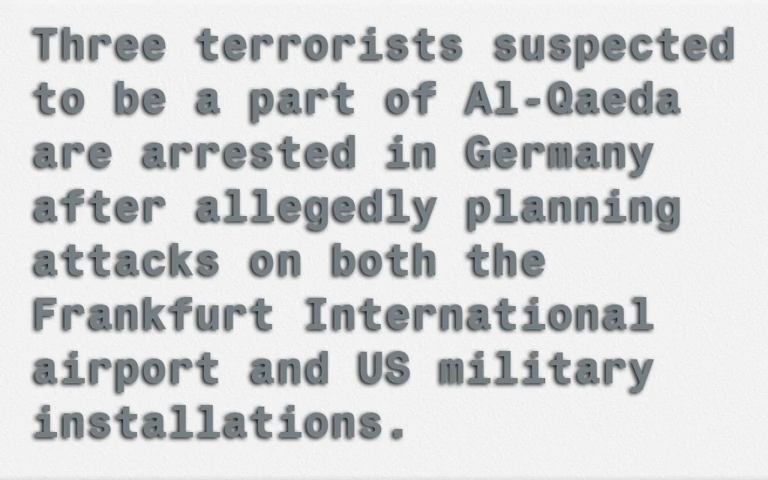 Three terrorists suspected
to be a part of Al-Qaeda
are arrested in Germany
after allegedly planning
attacks on both the
Frankfurt International
airport and US military
installations.